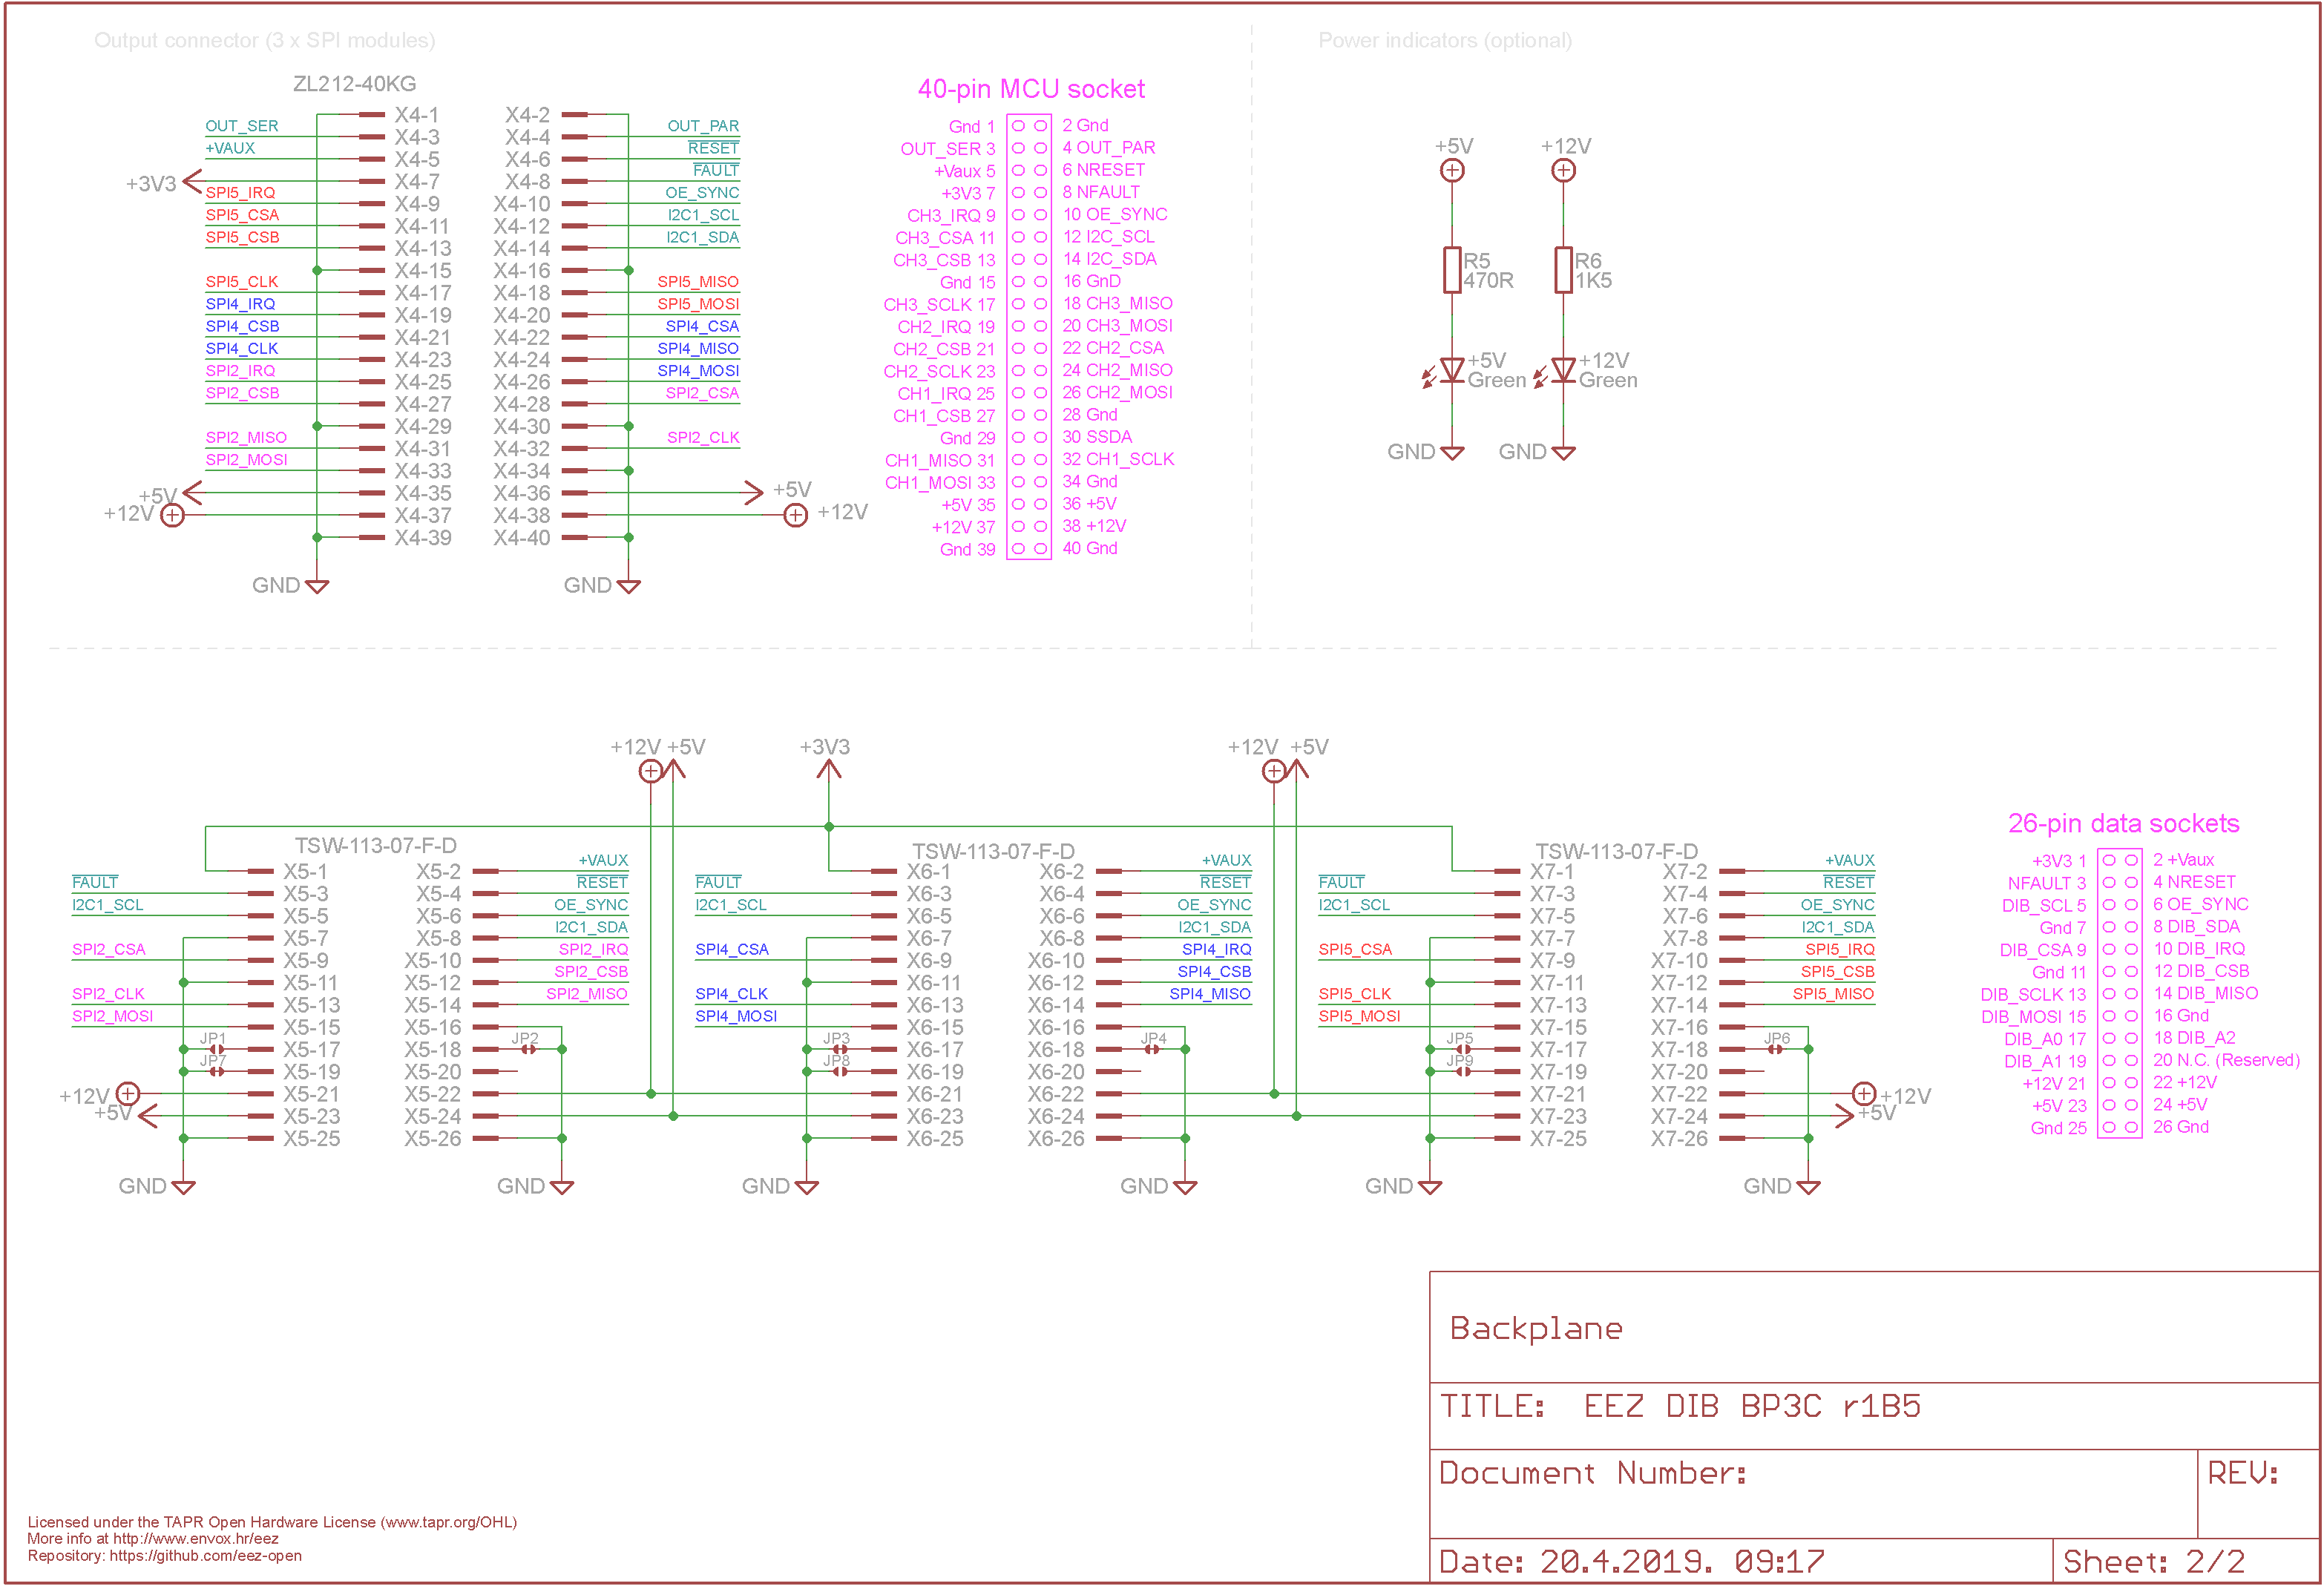 Output connector (3 x SPI modules)
Power indicators (optional)
ZL212-40KG
40-pin MCU socket
X4-1 X4-2
OUT_SER X4-3 X4-4 OUT_PAR
+VAUX X4-5 X4-6 RESET
+3V3 X4-7 X4-8 FAULT
SPI5_IRQ X4-9 X4-10 OE_SYNC
SPI5_CSA X4-11 X4-12 I2C1_SCL
SPI5_CSB X4-13 X4-14 I2C1_SDA
X4-15 X4-16
SPI5_CLK X4-17 X4-18 SPI5_MISO
SPI4_IRQ X4-19 X4-20 SPI5_MOSI
SPI4_CSB X4-21 X4-22 SPI4_CSA
SPI4_CLK X4-23 X4-24 SPI4_MISO
SPI2_IRQ X4-25 X4-26 SPI4_MOSI
SPI2_CSB X4-27 X4-28 SPI2_CSA
X4-29 X4-30
SPI2_MISO X4-31 X4-32 SPI2_CLK
SPI2_MOSI X4-33 X4-34
+5V X4-35 X4-36 +5V
+12V X4-37 X4-38 +12V
X4-39 X4-40
GND GND
Gnd 1 2 Gnd
OUT_SER 3 4 OUT_PAR
+Vaux 5 6 NRESET
+3V3 7 8 NFAULT
CH3_IRQ 9 10 OE_SYNC
CH3_CSA 11 12 I2C_SCL
CH3_CSB 13 14 I2C_SDA
Gnd 15 16 GnD
CH3_SCLK 17 18 CH3_MISO
CH2_IRQ 19 20 CH3_MOSI
CH2_CSB 21 22 CH2_CSA
CH2_SCLK 23 24 CH2_MISO
CH1_IRQ 25 26 CH2_MOSI
CH1_CSB 27 28 Gnd
Gnd 29 30 SSDA
CH1_MISO 31 32 CH1_SCLK
CH1_MOSI 33 34 Gnd
+5V 35 36 +5V
+12V 37 38 +12V
Gnd 39 40 Gnd
+5V +12V
R5 R6
470R 1K5
+5V +12V
Green Green
GND GND
+12V +5V +3V3 +12V +5V
TSW-113-07-F-D TSW-113-07-F-D TSW-113-07-F-D
X5-1 X5-2 +VAUX X6-1 X6-2 +VAUX X7-1 X7-2 +VAUX
FAULT X5-3 X5-4 RESET FAULT X6-3 X6-4 RESET FAULT X7-3 X7-4 RESET
I2C1_SCL X5-5 X5-6 OE_SYNC I2C1_SCL X6-5 X6-6 OE_SYNC I2C1_SCL X7-5 X7-6 OE_SYNC
X5-7 X5-8 I2C1_SDA X6-7 X6-8 I2C1_SDA X7-7 X7-8 I2C1_SDA
SPI2_CSA X5-9 X5-10 SPI2_IRQ SPI4_CSA X6-9 X6-10 SPI4_IRQ SPI5_CSA X7-9 X7-10 SPI5_IRQ
X5-11 X5-12 SPI2_CSB X6-11 X6-12 SPI4_CSB X7-11 X7-12 SPI5_CSB
SPI2_CLK X5-13 X5-14 SPI2_MISO SPI4_CLK X6-13 X6-14 SPI4_MISO SPI5_CLK X7-13 X7-14 SPI5_MISO
SPI2_MOSI X5-15 X5-16 SPI4_MOSI X6-15 X6-16 SPI5_MOSI X7-15 X7-16
JP1 X5-17 X5-18 JP2 JP3 X6-17 X6-18 JP4 JP5 X7-17 X7-18 JP6
JP7 X5-19 X5-20 JP8 X6-19 X6-20 JP9 X7-19 X7-20
+12V X5-21 X5-22 X6-21 X6-22 X7-21 X7-22 +12V
+5V X5-23 X5-24 X6-23 X6-24 X7-23 X7-24 +5V
X5-25 X5-26 X6-25 X6-26 X7-25 X7-26
GND GND GND GND GND GND
26-pin data sockets
+3V3 1 2 +Vaux
NFAULT 3 4 NRESET
DIB_SCL 5 6 OE_SYNC
Gnd 7 8 DIB_SDA
DIB_CSA 9 10 DIB_IRQ
Gnd 11 12 DIB_CSB
DIB_SCLK 13 14 DIB_MISO
DIB_MOSI 15 16 Gnd
DIB_A0 17 18 DIB_A2
DIB_A1 19 20 N.C. (Reserved)
+12V 21 22 +12V
+5V 23 24 +5V
Gnd 25 26 Gnd
Backplane
TITLE: EEZ DIB BP3C r1B5
Document Number: REV:
Date: 20.4.2019. 09:17 Sheet: 2/2
Licensed under the TAPR Open Hardware License (www.tapr.org/OHL)
More info at http://www.envox.hr/eez
Repository: https://github.com/eez-open